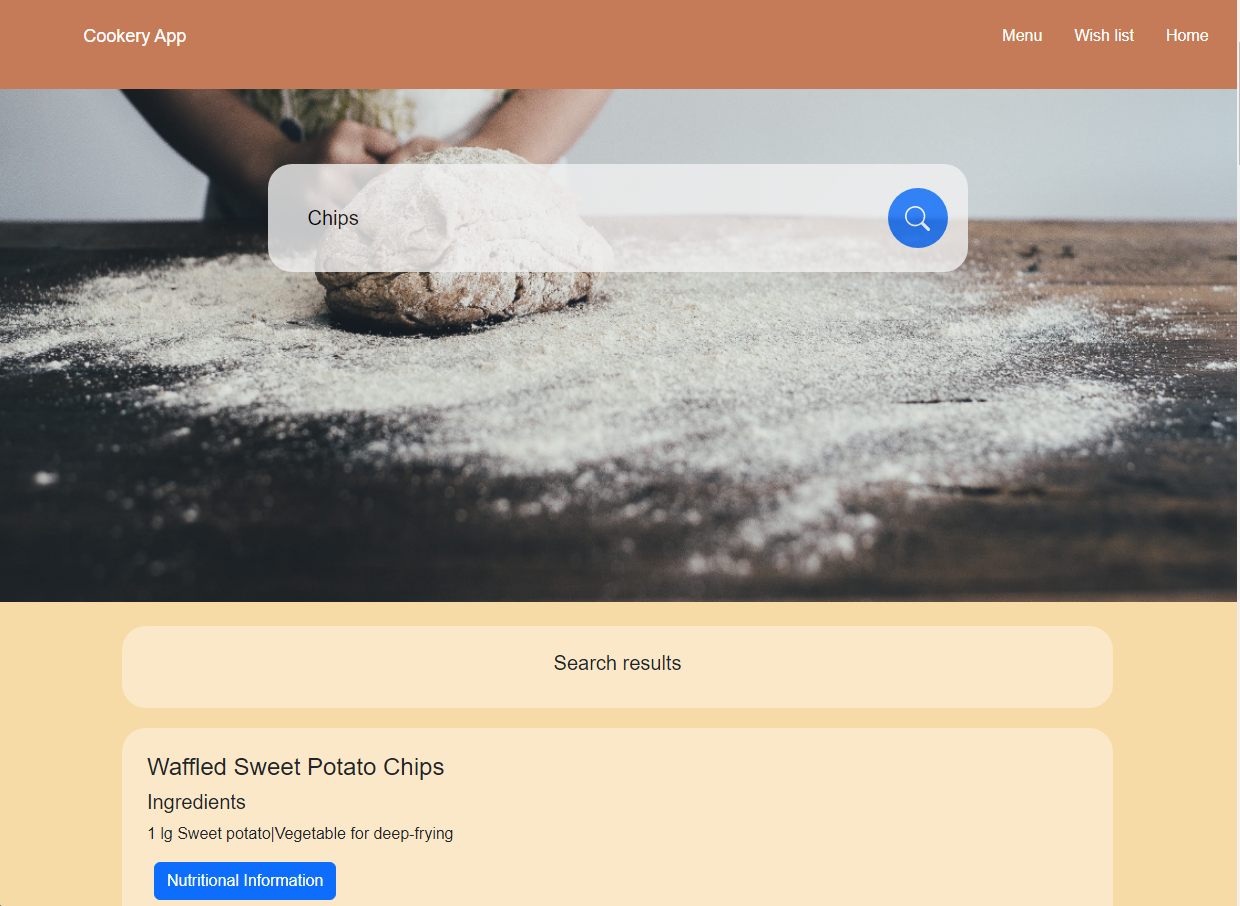 Cookery App
Menu
Wish list
Home
Chips
Search results
Waffled Sweet Potato Chips
Ingredients
1 lg Sweet potato|Vegetable for deep-frying
Nutritional Information